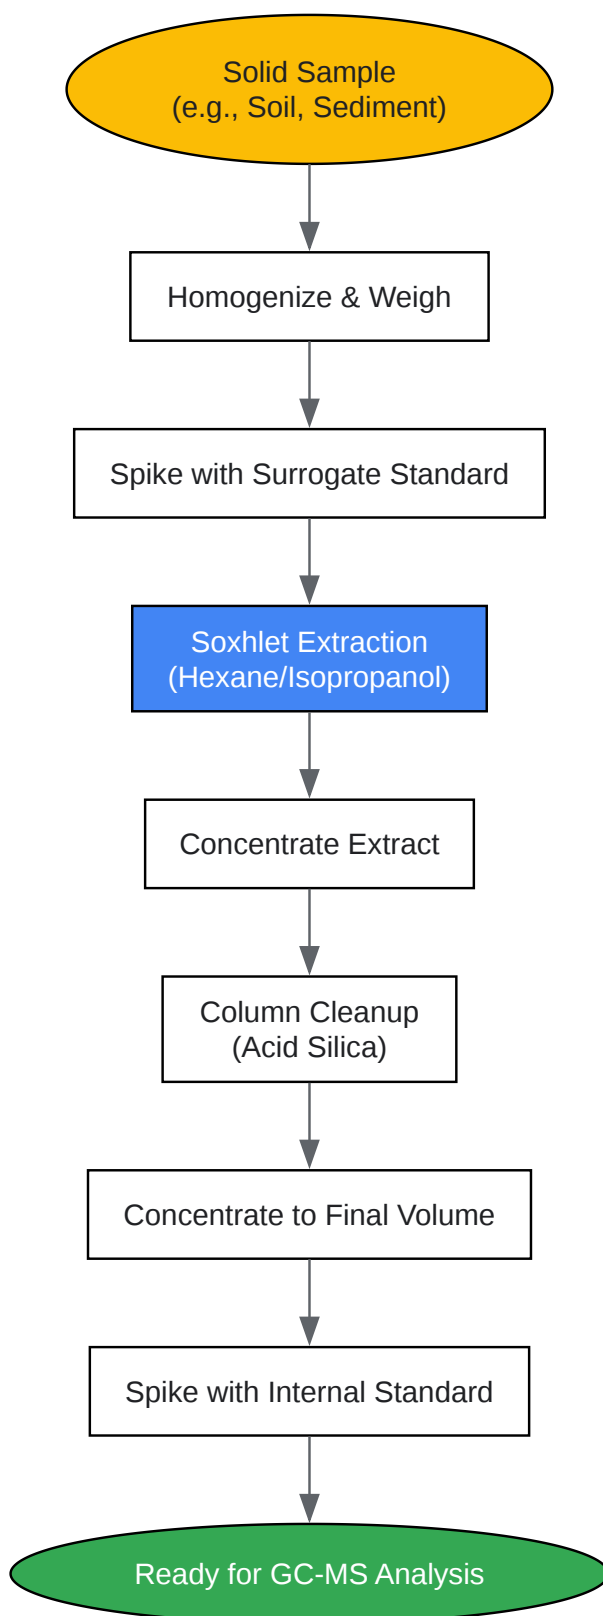 Solid Sample
(e.g., Soil, Sediment)
Homogenize & Weigh
Spike with Surrogate Standard
Soxhlet Extraction
(Hexane/Isopropanol)
Concentrate Extract
Column Cleanup
(Acid Silica)
Concentrate to Final Volume
Spike with Internal Standard
Ready for GC-MS Analysis